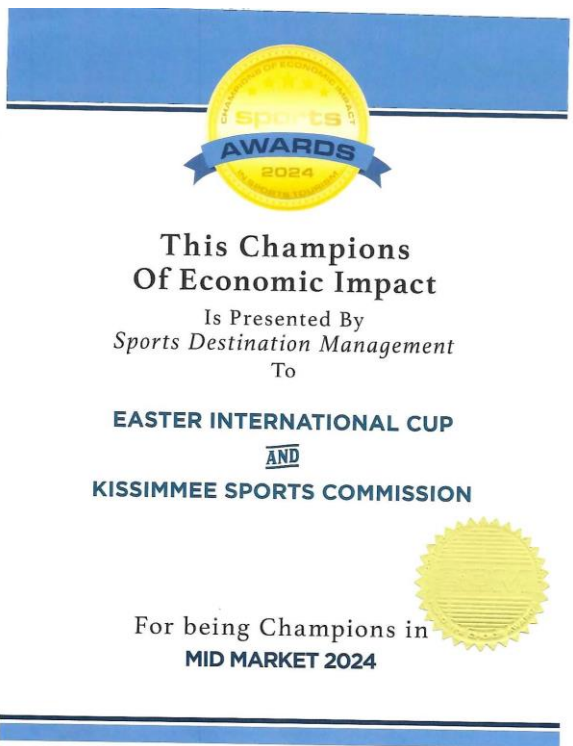 CHAMPIONS OF ECONOMIC IMPACT
sports
AWARDS
2024
IN SPORTS TOURISM
This Champions
Of Economic Impact
Is Presented By
Sports Destination Management
To
EASTER INTERNATIONAL CUP
AND
KISSIMMEE SPORTS COMMISSION
For being Champions in
MID MARKET 2024